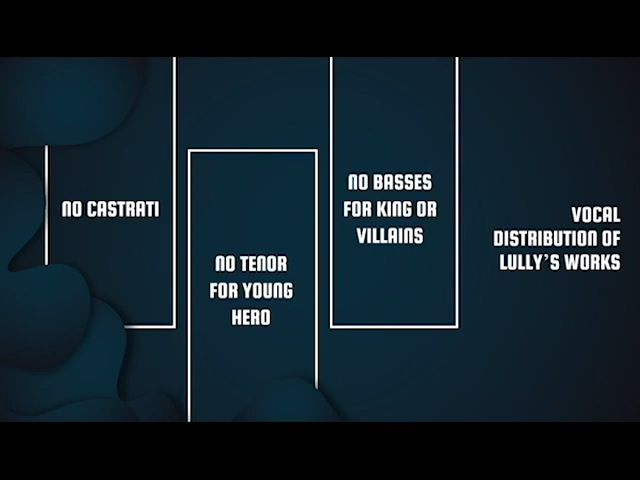 NO CASTRATI
NO TENOR
FOR YOUNG
HERO
NO BASSES
FOR KING OR
VILLAINS
VOCAL
DISTRIBUTION OF
LULLY'S WORKS